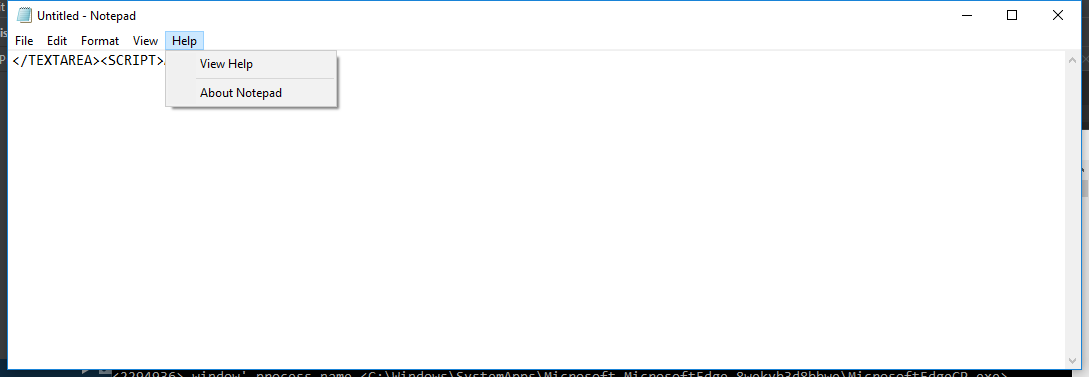 Untitled - Notepad
File Edit Format View Help
</TEXTAREA><SCRIPT>
View Help
About Notepad
<2294936> window' process name <C:\Windows\SystemApps\Microsoft.MicrosoftEdge_8wekyb3d8bbwe\MicrosoftEdgeCP.exe>